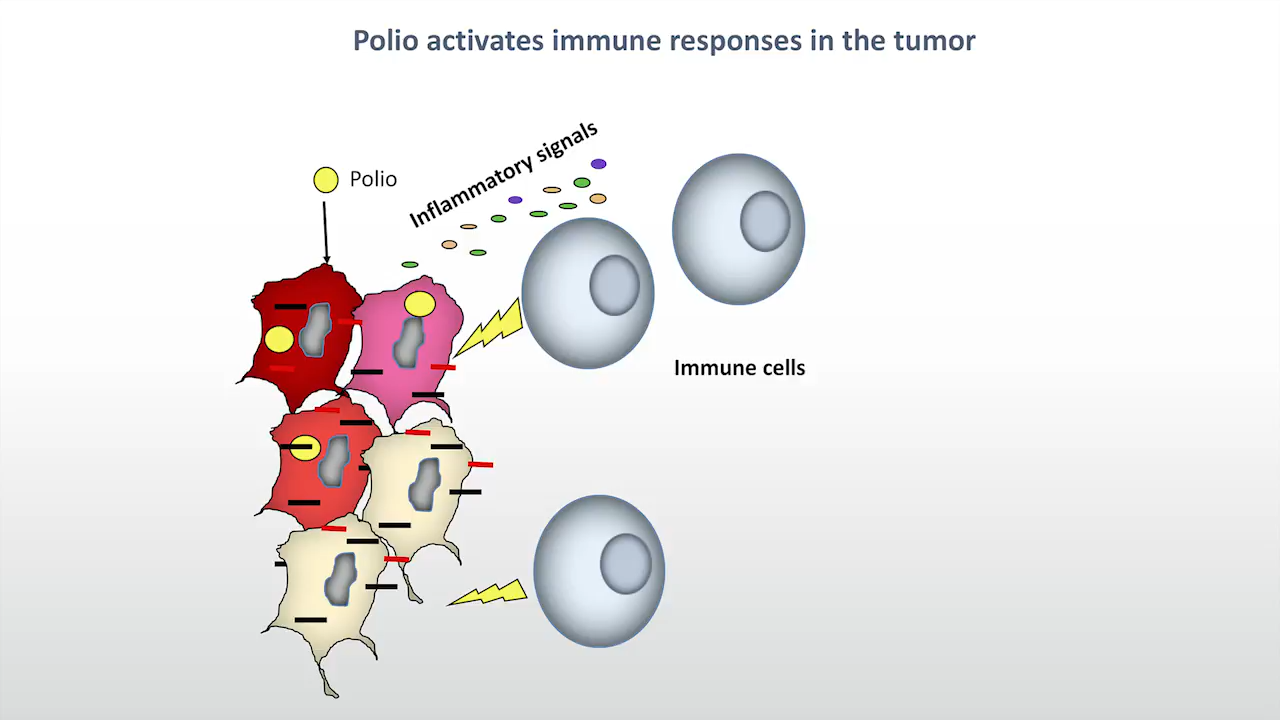 Polio activates immune responses in the tumor
Inflammatory signals
Polio
Immune cells